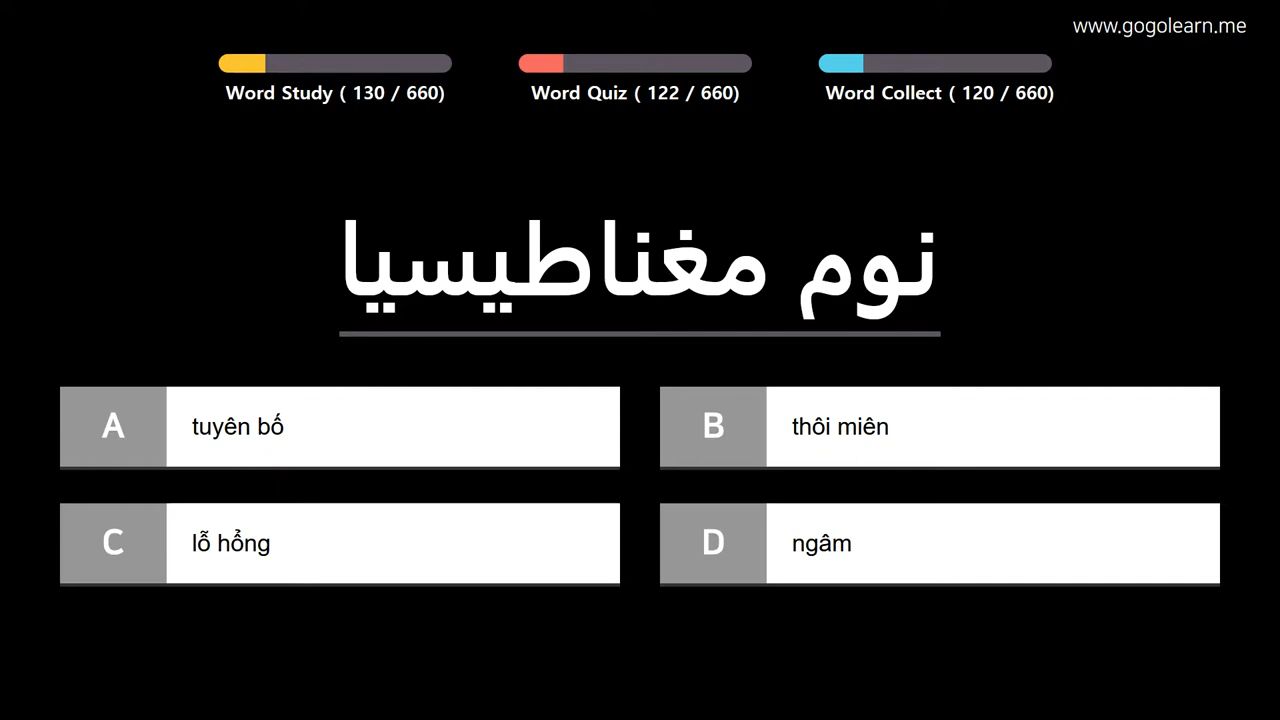 www.gogolearn.me
Word Study ( 130 / 660)
Word Quiz ( 122 / 660)
Word Collect ( 120 / 660)
نوم مغناطيسيا
A
tuyên bố
B
thôi miên
C
lỗ hổng
D
ngâm